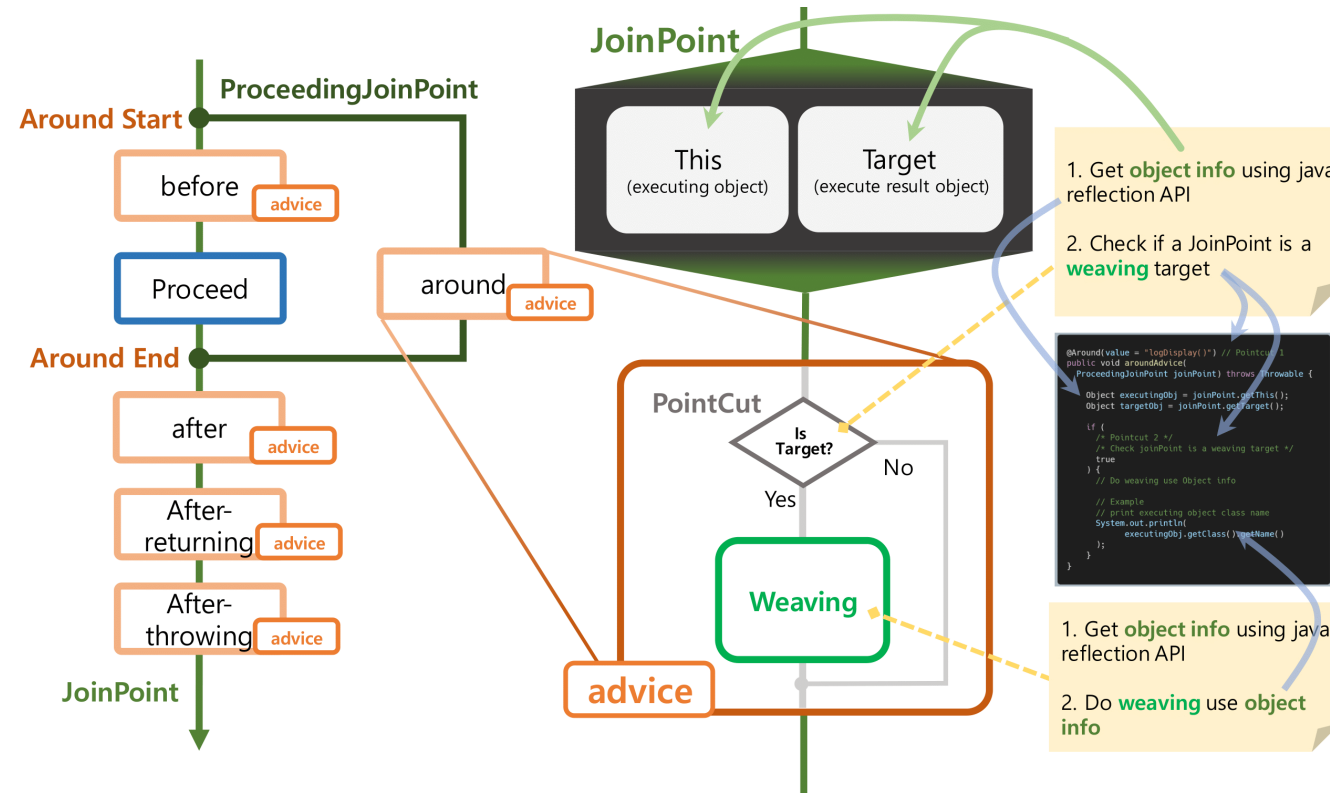 ProceedingJoinPoint
Around Start
before
advice
Proceed
around
advice
Around End
after
advice
After-
returning
advice
After-
throwing
advice
JoinPoint
JoinPoint
This
(executing object)
Target
(execute result object)
PointCut
Is
Target?
No
Yes
Weaving
advice
1. Get object info using java
reflection API
2. Check if a JoinPoint is a
weaving target
@Around(value = "logDisplay()") // Pointcut 1
public void aroundAdvice(
ProceedingJoinPoint joinPoint) throws Throwable {
Object executingObj = joinPoint.getThis();
Object targetObj = joinPoint.getTarget();
if (
/* Pointcut 2 */
/* Check joinPoint is a weaving target */
true
) {
// Do weaving use Object info
// Example
// print executing object class name
System.out.println(
executingObj.getClass().getName()
);
}
}
1. Get object info using java
reflection API
2. Do weaving use object
info